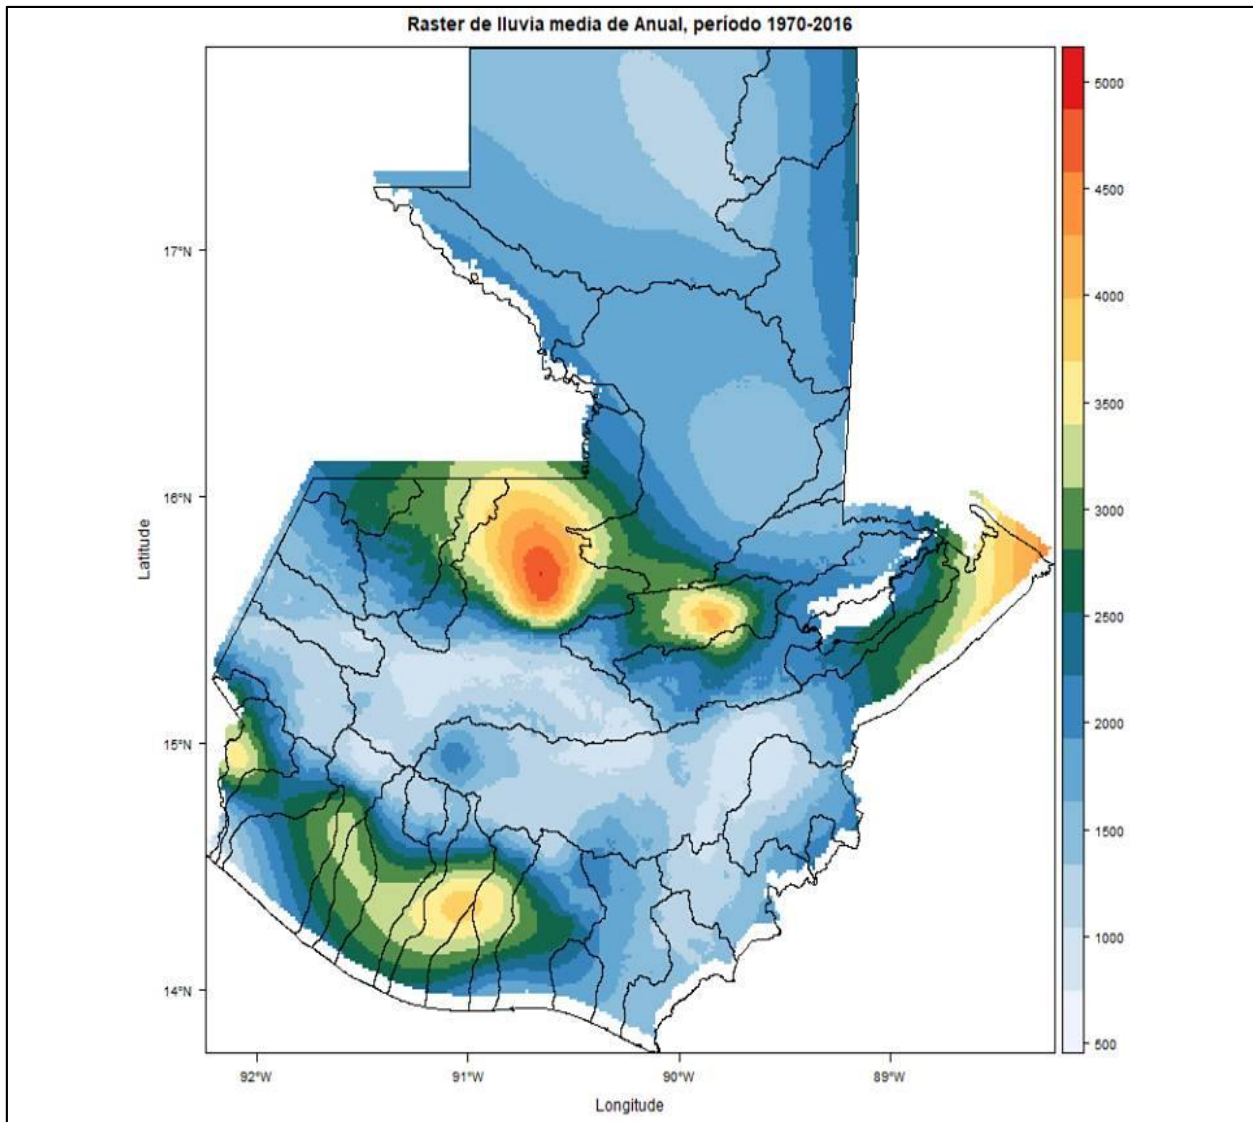 Raster de lluvia media de Anual, período 1970-2016
17°N
16°N
15°N
14°N
Latitude
92°W
91°W
90°W
89°W
Longitude
5000
4500
4000
3500
3000
2500
2000
1500
1000
500